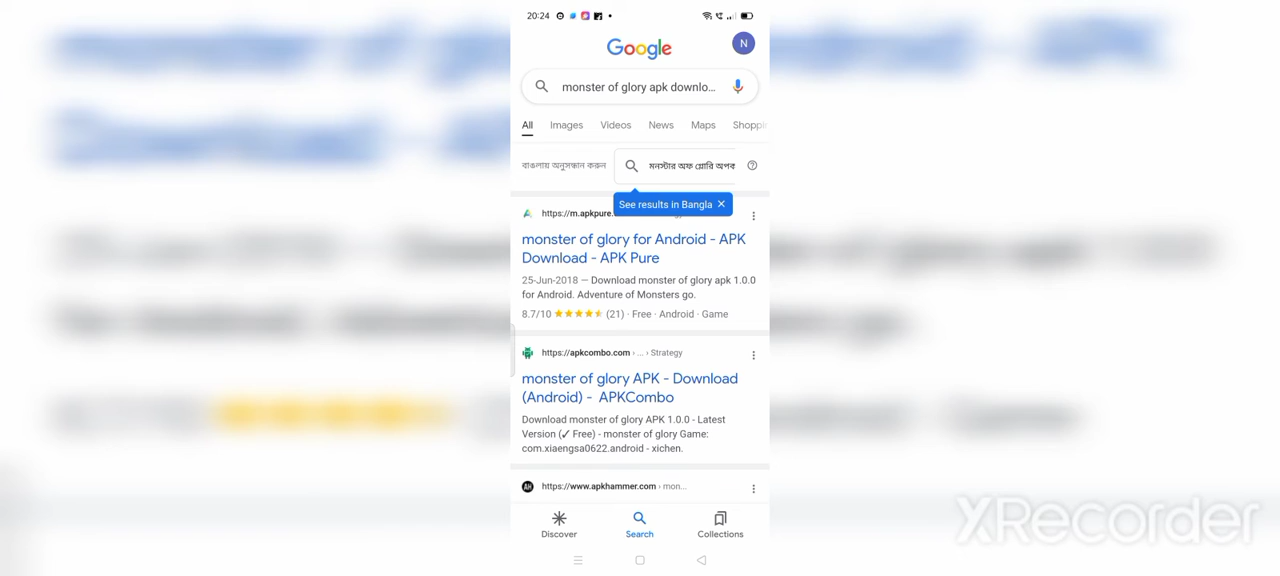 20:24
Google
N
monster of glory apk downlo...
All Images Videos News Maps Shoppin
বাঙলায় অনুসন্ধান করুন মনস্টার অফ গ্লোরি অপক
See results in Bangla ×
https://m.apkpure.
monster of glory for Android - APK
Download - APK Pure
25-Jun-2018 — Download monster of glory apk 1.0.0
for Android. Adventure of Monsters go.
8.7/10 ★★★★★ (21) · Free · Android · Game
https://apkcombo.com › ... › Strategy
monster of glory APK - Download
(Android) - APKCombo
Download monster of glory APK 1.0.0 - Latest
Version (✓ Free) - monster of glory Game:
com.xiaengsa0622.android - xichen.
AH https://www.apkhammer.com › mon...
Discover Search Collections
XRecorder